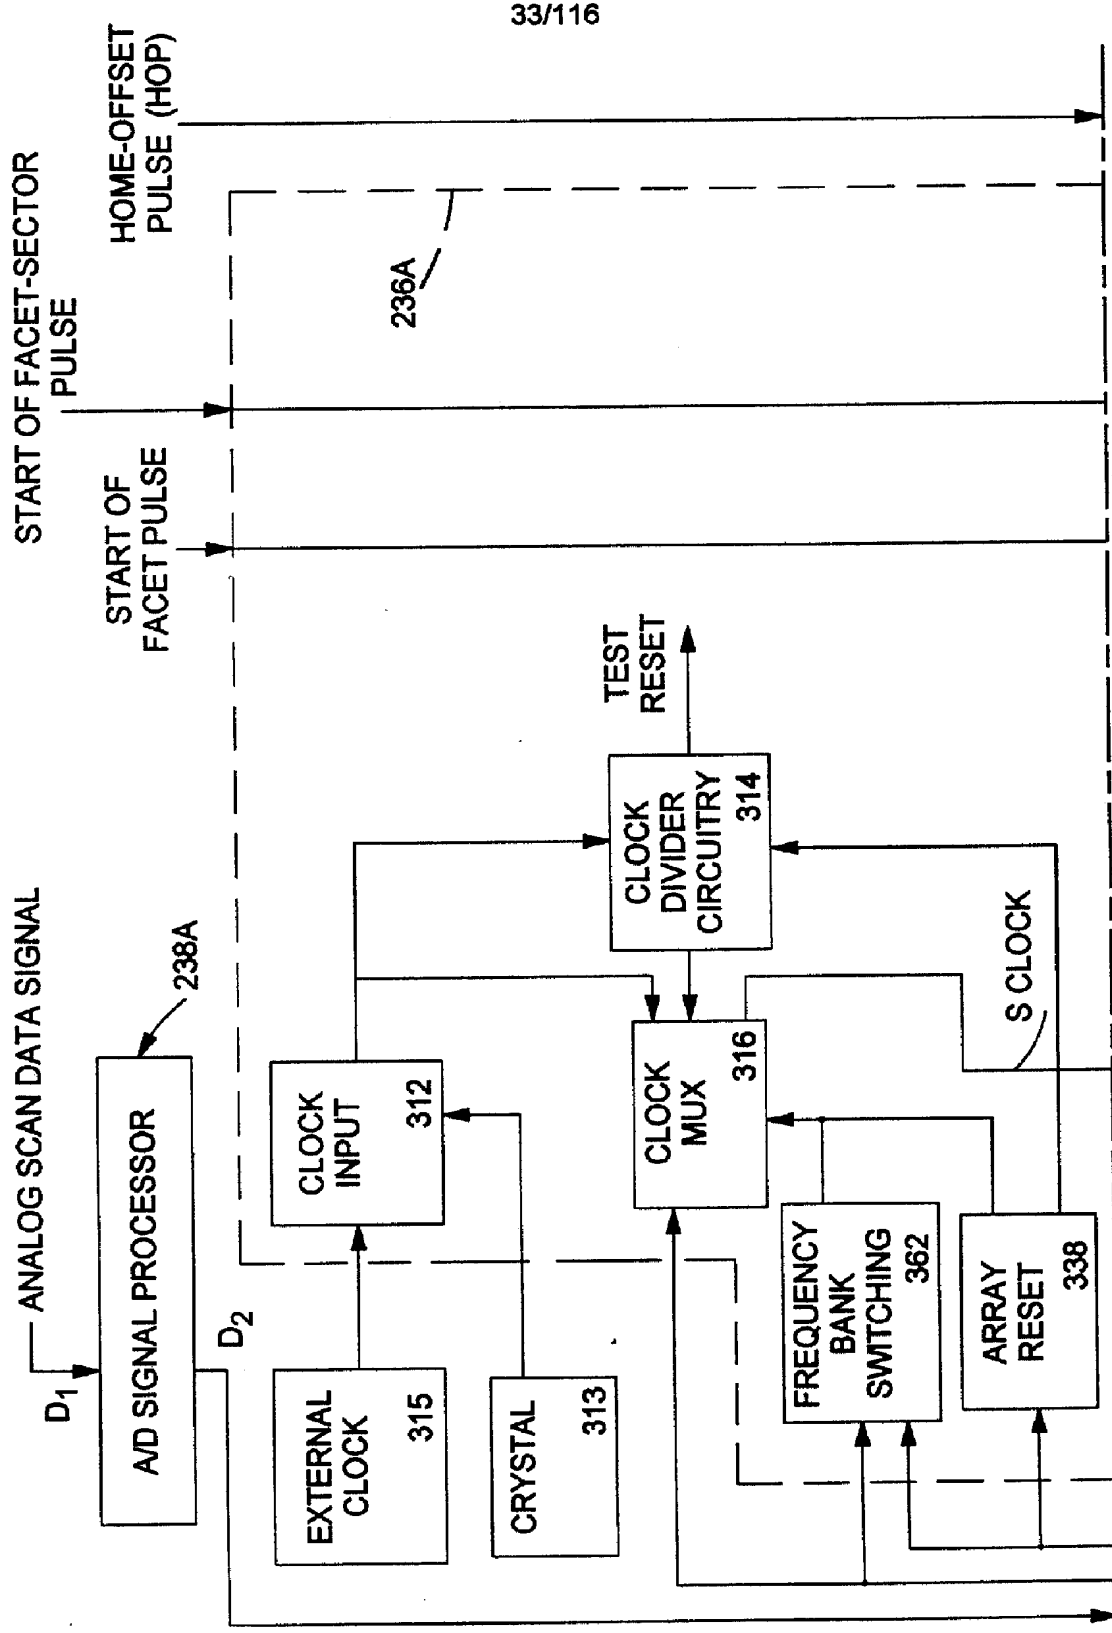 33/116
ANALOG SCAN DATA SIGNAL
START OF FACET-SECTOR
PULSE
START OF
FACET PULSE
HOME-OFFSET
PULSE (HOP)
D1
A/D SIGNAL PROCESSOR
238A
D2
236A
EXTERNAL
CLOCK
315
CLOCK
INPUT
312
CRYSTAL
313
CLOCK
MUX
316
CLOCK
DIVIDER
CIRCUITRY
314
TEST
RESET
FREQUENCY
BANK
SWITCHING
362
ARRAY
RESET
338
S CLOCK